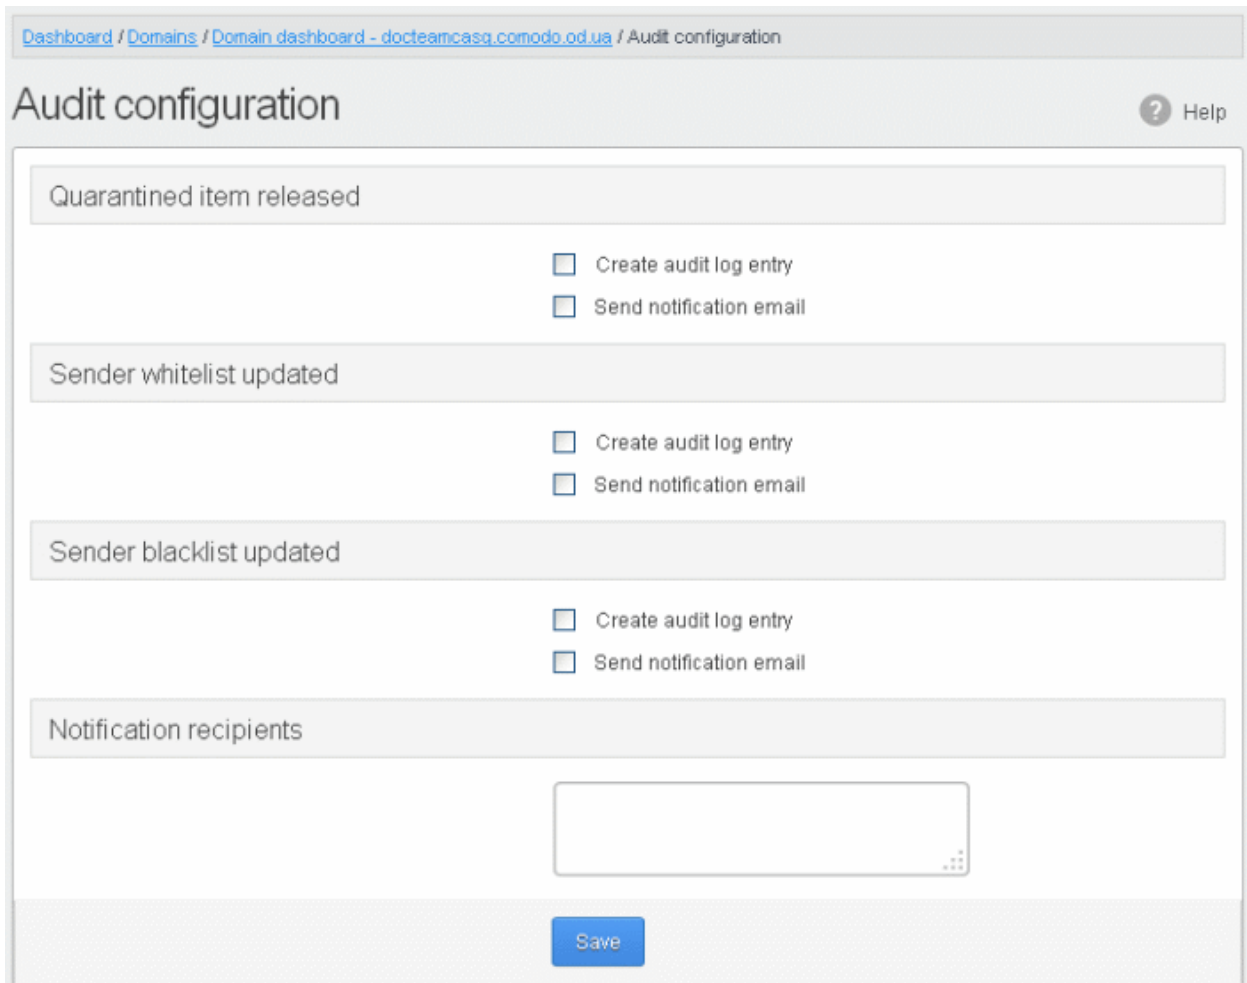 Dashboard / Domains / Domain dashboard - docteamcasg.comodo.od.ua / Audit configuration
Audit configuration
? Help
Quarantined item released
Create audit log entry
Send notification email
Sender whitelist updated
Create audit log entry
Send notification email
Sender blacklist updated
Create audit log entry
Send notification email
Notification recipients
Save